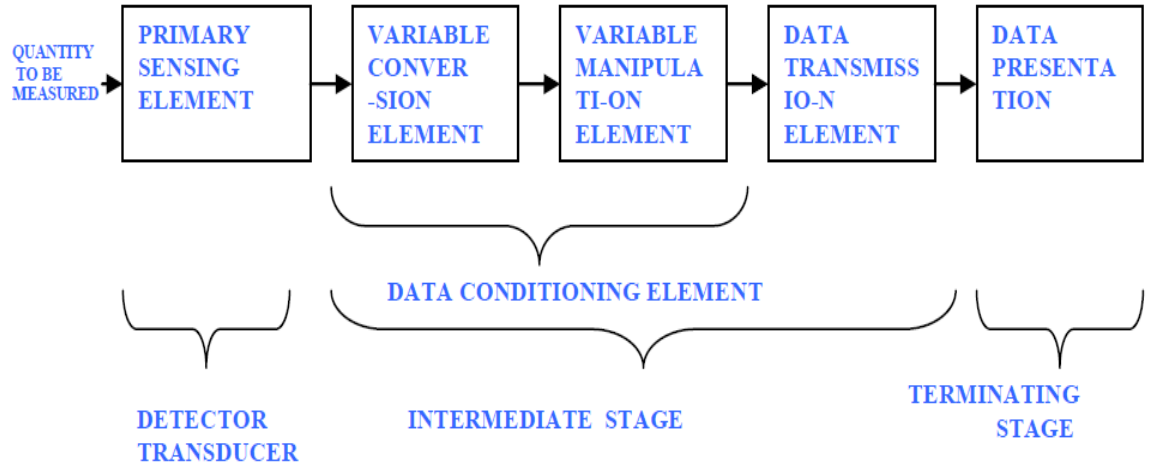 QUANTITY
TO BE
MEASURED
PRIMARY
SENSING
ELEMENT
VARIABLE
CONVER
-SION
ELEMENT
VARIABLE
MANIPULA
TI-ON
ELEMENT
DATA
TRANSMISS
IO-N
ELEMENT
DATA
PRESENTA
TION
DATA CONDITIONING ELEMENT
DETECTOR
TRANSDUCER
INTERMEDIATE STAGE
TERMINATING
STAGE